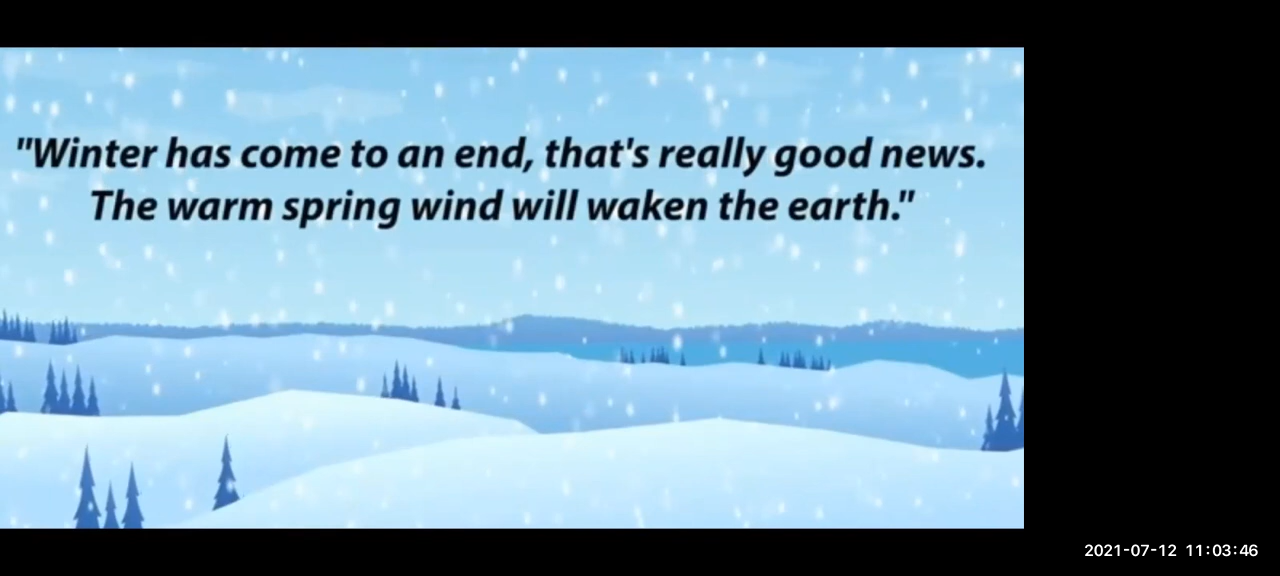 "Winter has come to an end, that's really good news.
The warm spring wind will waken the earth."
2021-07-12 11:03:46